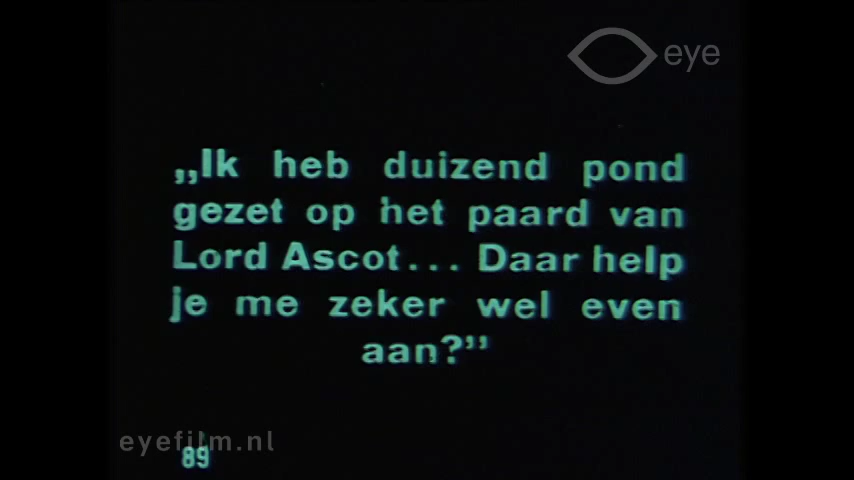 eye
„Ik heb duizend pond
gezet op het paard van
Lord Ascot... Daar help
je me zeker wel even
aan?”
eyefilm.nl
89